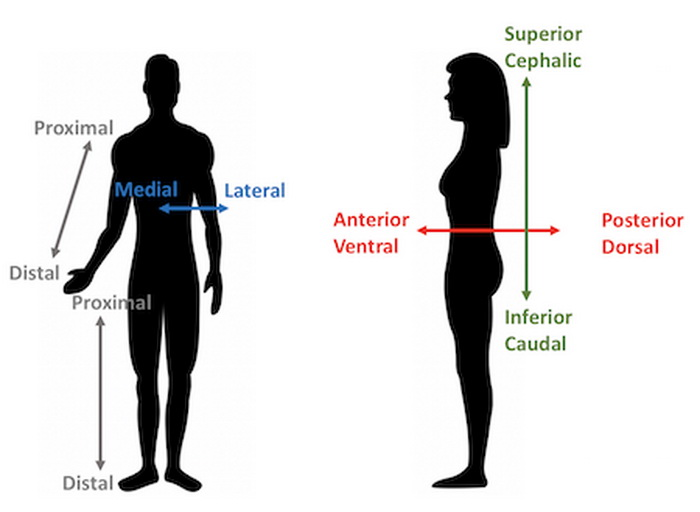 Superior
Cephalic
Proximal
Medial
Lateral
Anterior
Ventral
Posterior
Dorsal
Distal
Proximal
Inferior
Caudal
Distal